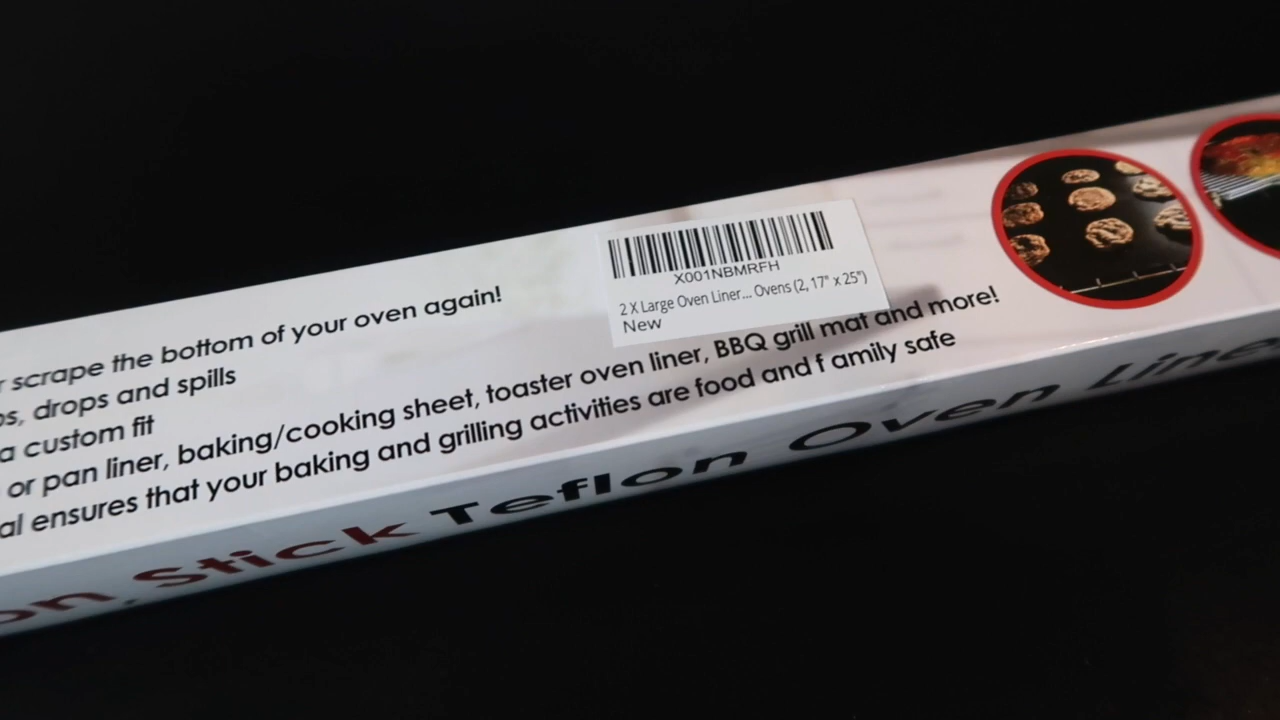 scrape the bottom of your oven again!
drops and spills
a custom fit
or pan liner, baking/cooking sheet, toaster oven liner, BBQ grill mat and more!
ensures that your baking and grilling activities are food and f amily safe
X001NBMRFH
2 X Large Oven Liner... Ovens (2, 17" x 25")
New
Stick Teflon Oven